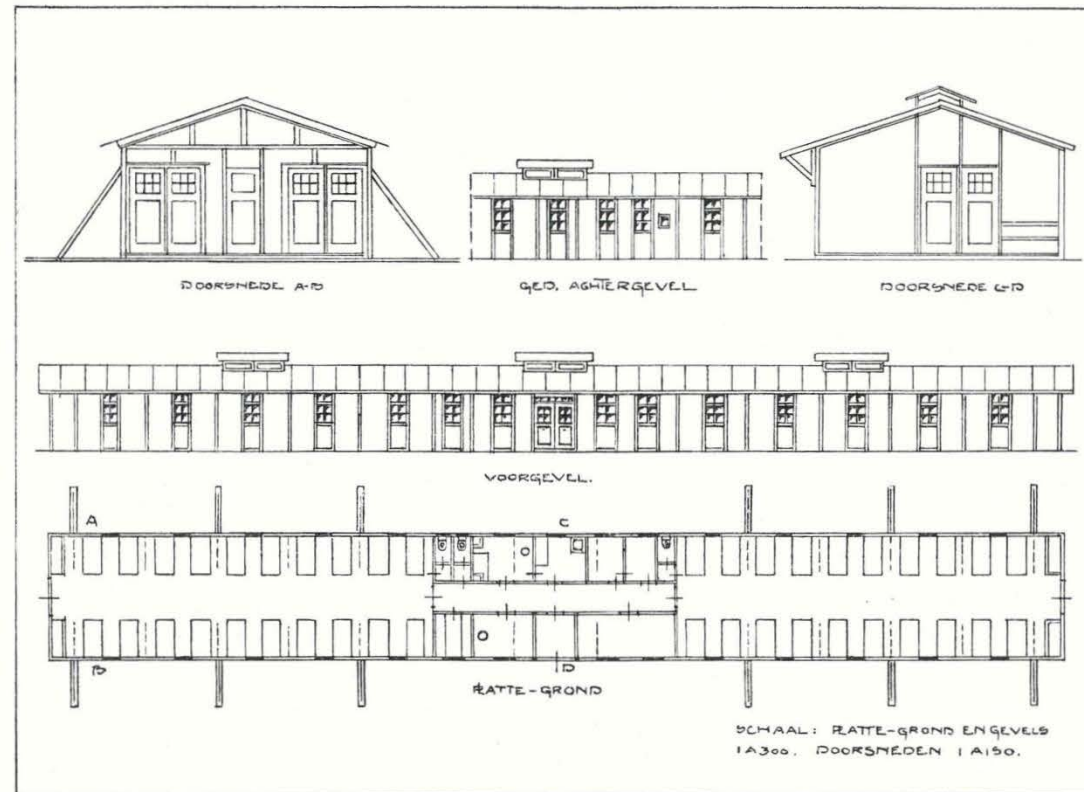 DOORSNEDE A-B
GED. ACHTERGEVEL
DOORSNEDE C-D
VOORGEVEL.
A
C
B
D
PLATTE-GROND
SCHAAL: PLATTE-GROND EN GEVELS
1 A 300. DOORSNEDEN 1 A 150.